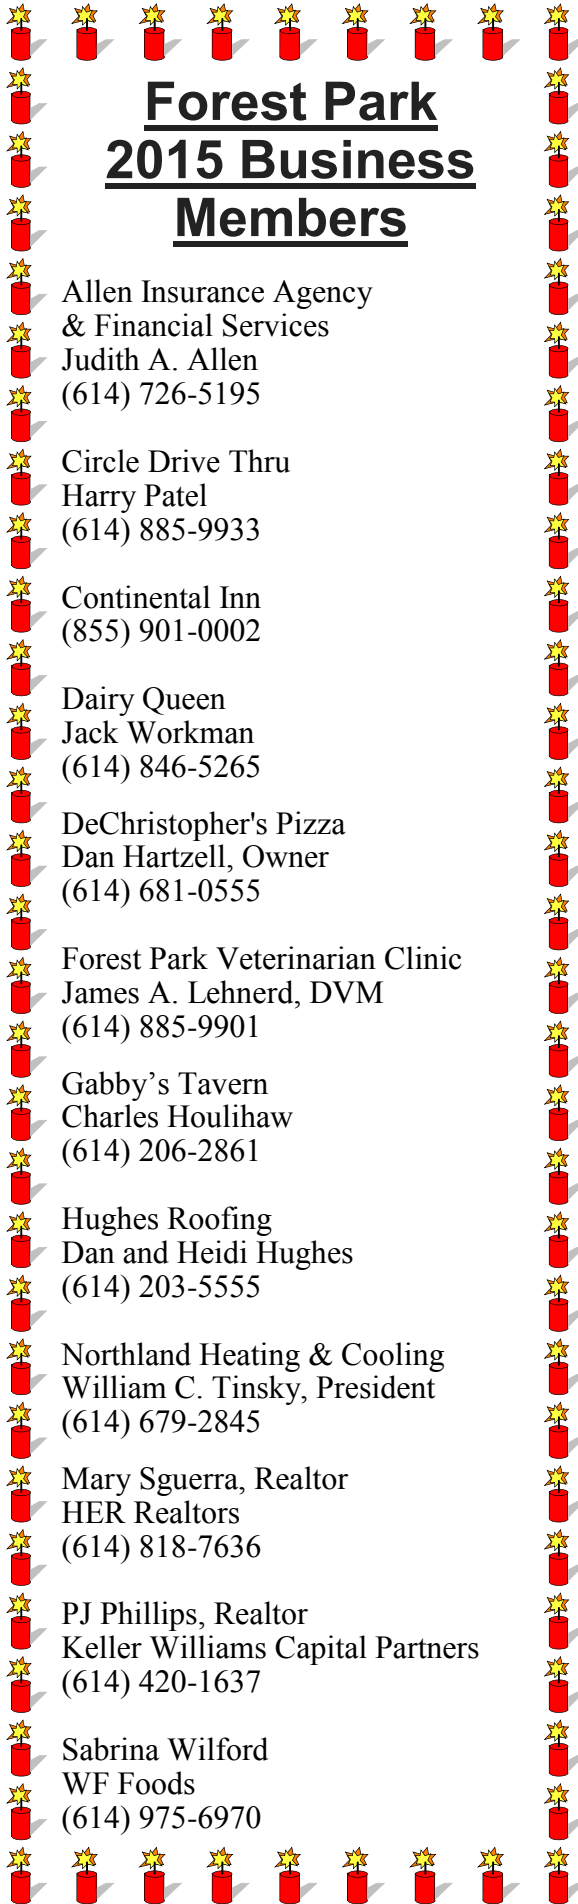 Forest Park
2015 Business
Members
Allen Insurance Agency
& Financial Services
Judith A. Allen
(614) 726-5195
Circle Drive Thru
Harry Patel
(614) 885-9933
Continental Inn
(855) 901-0002
Dairy Queen
Jack Workman
(614) 846-5265
DeChristopher's Pizza
Dan Hartzell, Owner
(614) 681-0555
Forest Park Veterinarian Clinic
James A. Lehnerd, DVM
(614) 885-9901
Gabby’s Tavern
Charles Houlihaw
(614) 206-2861
Hughes Roofing
Dan and Heidi Hughes
(614) 203-5555
Northland Heating & Cooling
William C. Tinsky, President
(614) 679-2845
Mary Sguerra, Realtor
HER Realtors
(614) 818-7636
PJ Phillips, Realtor
Keller Williams Capital Partners
(614) 420-1637
Sabrina Wilford
WF Foods
(614) 975-6970